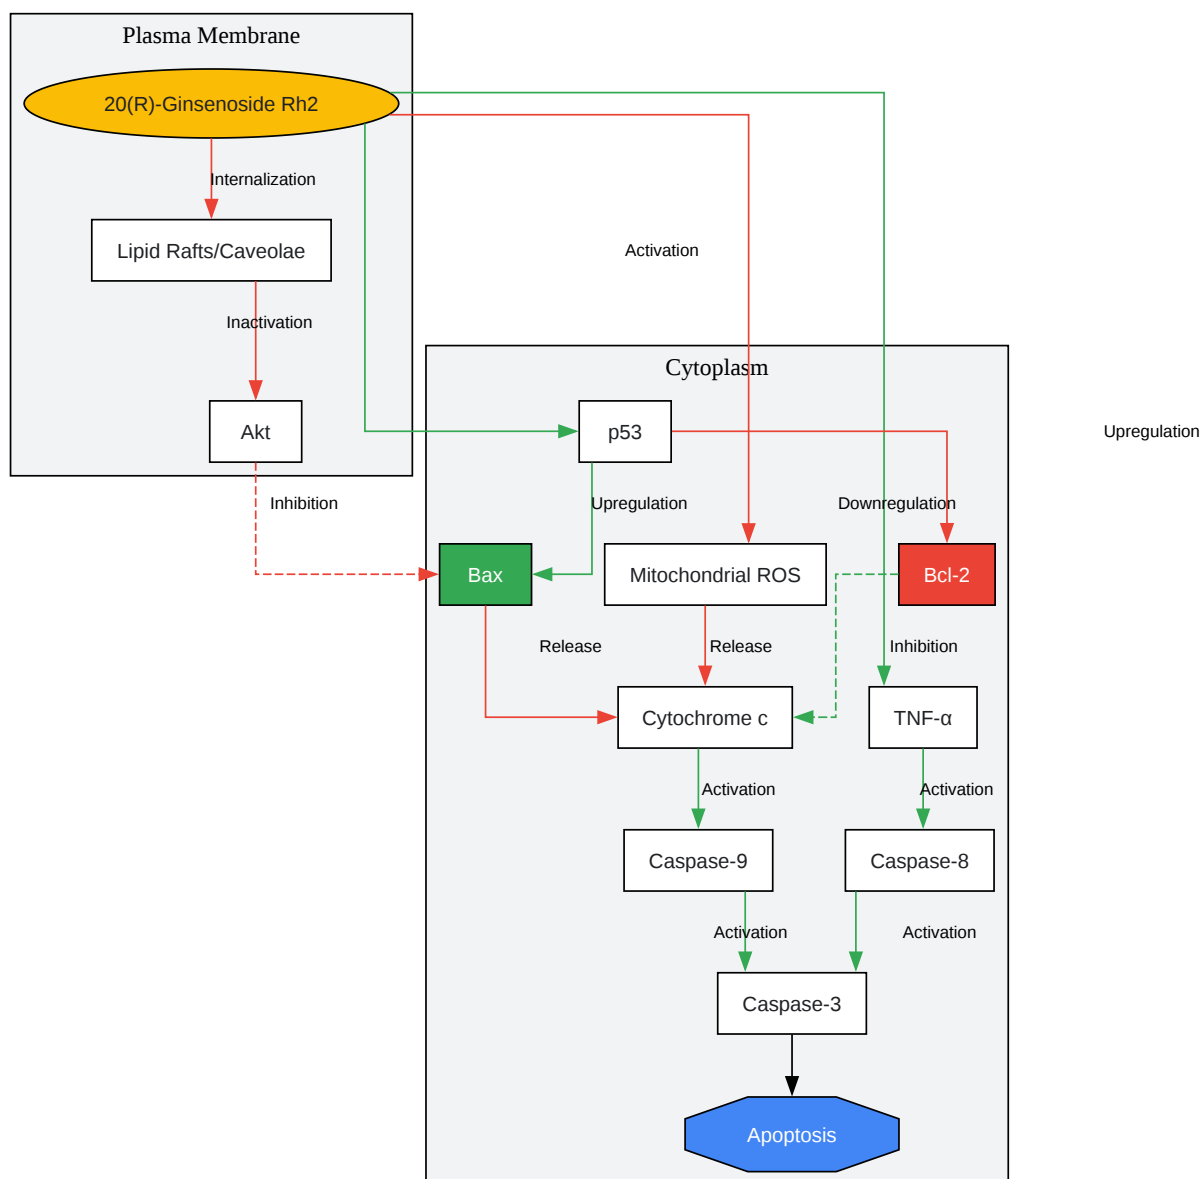 Plasma Membrane
20(R)-Ginsenoside Rh2
Internalization
Lipid Rafts/Caveolae
Activation
Inactivation
Cytoplasm
Akt
p53
Upregulation
Inhibition
Upregulation
Downregulation
Bax
Mitochondrial ROS
Bcl-2
Release
Release
Inhibition
Cytochrome c
TNF-α
Activation
Activation
Caspase-9
Caspase-8
Activation
Activation
Caspase-3
Apoptosis